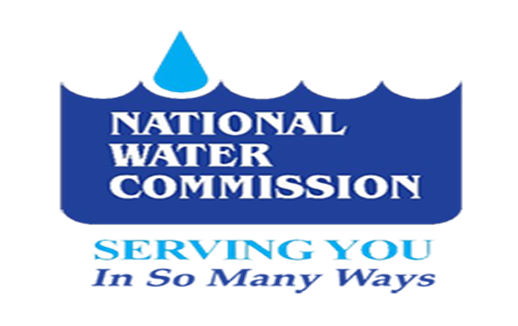 NATIONAL
WATER
COMMISSION
SERVING YOU
In So Many Ways